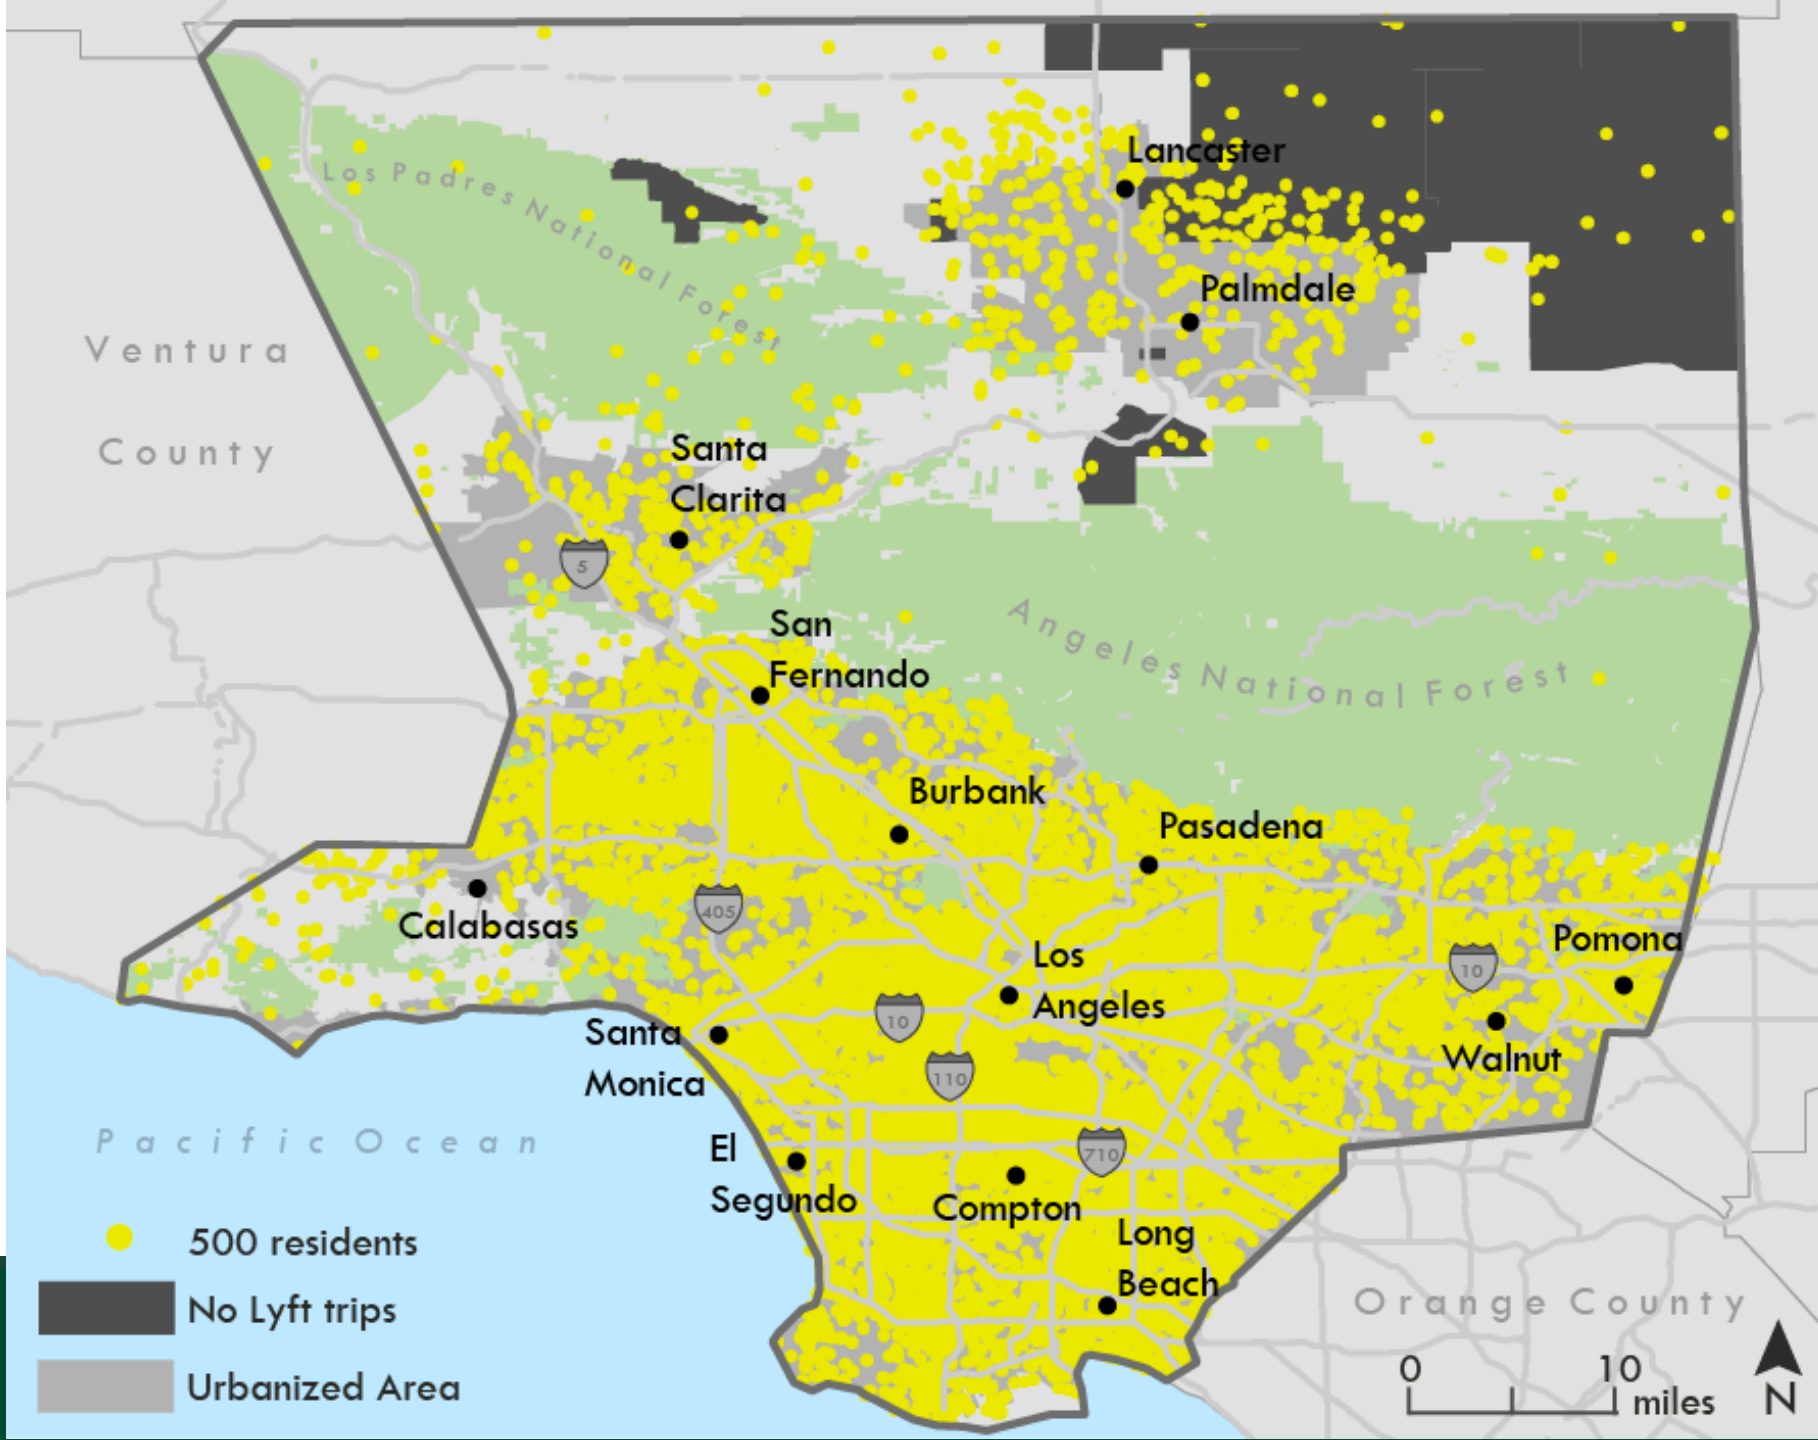 Lancaster
Los Padres National Forest
Palmdale
Ventura
County
Santa
Clarita
5
San
Fernando
Angeles National Forest
Burbank
Pasadena
405
Calabasas
Los
Angeles
Pomona
10
10
Santa
Monica
Walnut
110
Pacific Ocean
El
Segundo
710
Compton
Long
Beach
500 residents
No Lyft trips
Urbanized Area
Orange County
0 10
miles
N